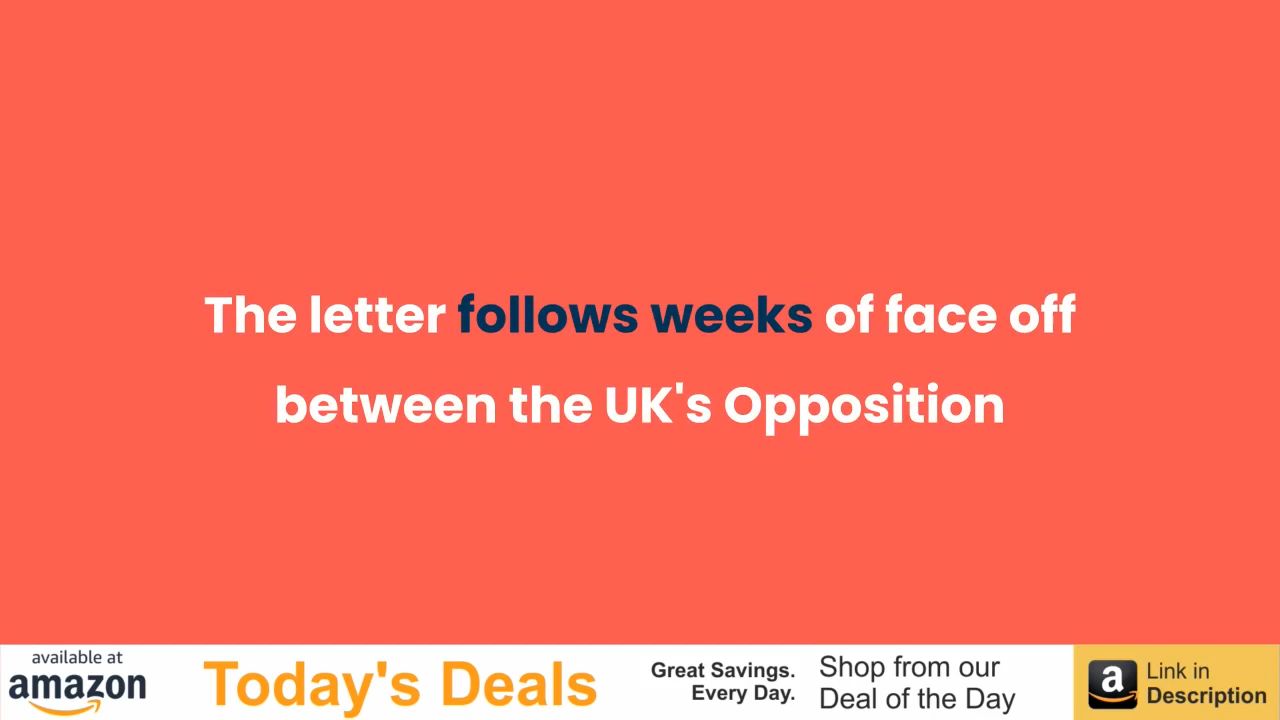 The letter follows weeks of face off
between the UK's Opposition
available at
amazon
Today's Deals
Great Savings.
Every Day.
Shop from our
Deal of the Day
a
Link in
Description